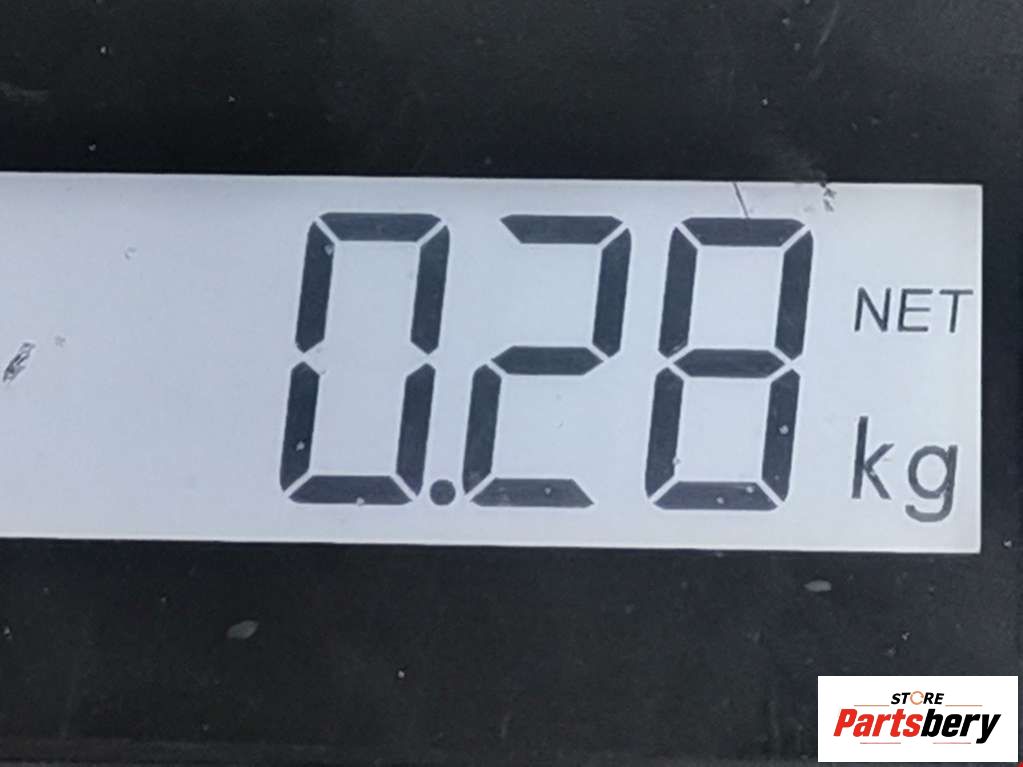 0.28 NET
kg
STORE
Partsbery